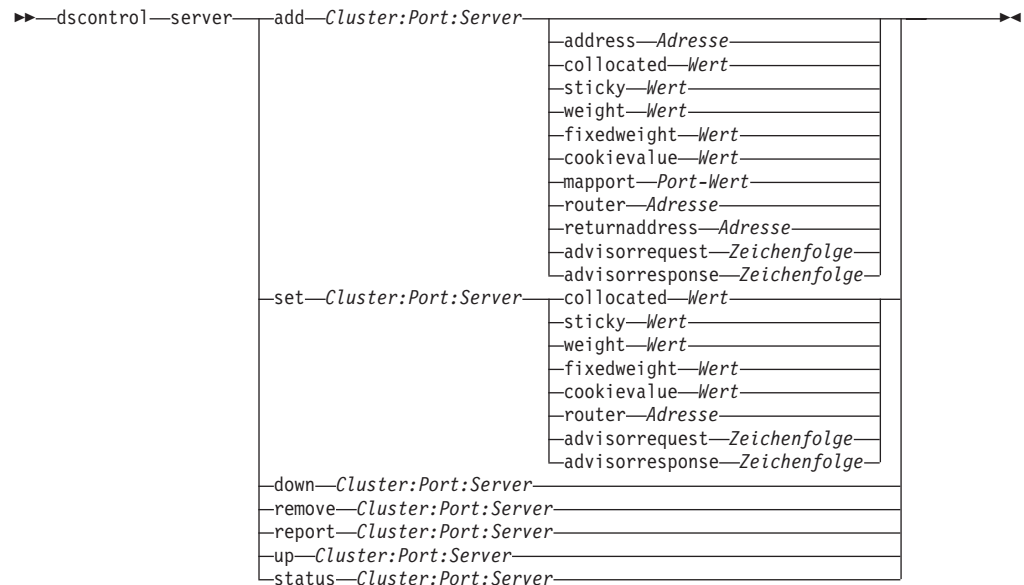 dscontrol server add Cluster:Port:Server
address Adresse
collocated Wert
sticky Wert
weight Wert
fixedweight Wert
cookievalue Wert
mapport Port-Wert
router Adresse
returnaddress Adresse
advisorrequest Zeichenfolge
advisorresponse Zeichenfolge
set Cluster:Port:Server collocated Wert
sticky Wert
weight Wert
fixedweight Wert
cookievalue Wert
router Adresse
advisorrequest Zeichenfolge
advisorresponse Zeichenfolge
down Cluster:Port:Server
remove Cluster:Port:Server
report Cluster:Port:Server
up Cluster:Port:Server
status Cluster:Port:Server